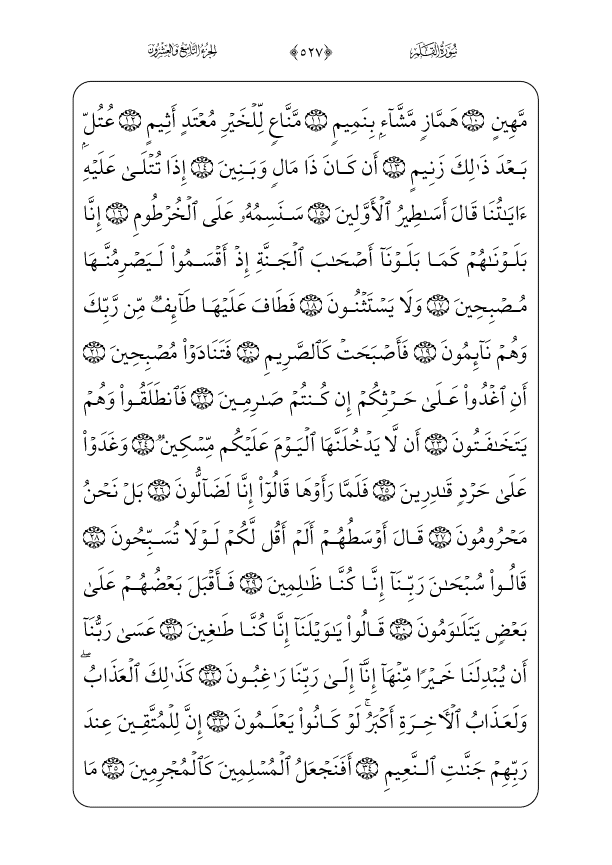 سُورَةُ القَلَمِ ﴿٥٢٧﴾ الجُزْءُ التَّاسِعُ وَالعِشْرُونَ
مَّهِينٍ ١٠ هَمَّازٖ مَّشَّآءِۭ بِنَمِيمٖ ١١ مَّنَّاعٖ لِّلۡخَيۡرِ مُعۡتَدٍ أَثِيمٍ ١٢ عُتُلِّۭ
بَعۡدَ ذَٰلِكَ زَنِيمٍ ١٣ أَن كَانَ ذَا مَالٖ وَبَنِينَ ١٤ إِذَا تُتۡلَىٰ عَلَيۡهِ
ءَايَٰتُنَا قَالَ أَسَٰطِيرُ ٱلۡأَوَّلِينَ ١٥ سَنَسِمُهُۥ عَلَى ٱلۡخُرۡطُومِ ١٦ إِنَّا
بَلَوۡنَٰهُمۡ كَمَا بَلَوۡنَآ أَصۡحَٰبَ ٱلۡجَنَّةِ إِذۡ أَقۡسَمُواْ لَيَصۡرِمُنَّهَا
مُصۡبِحِينَ ١٧ وَلَا يَسۡتَثۡنُونَ ١٨ فَطَافَ عَلَيۡهَا طَآئِفٞ مِّن رَّبِّكَ
وَهُمۡ نَآئِمُونَ ١٩ فَأَصۡبَحَتۡ كَٱلصَّرِيمِ ٢٠ فَتَنَادَوۡاْ مُصۡبِحِينَ ٢١
أَنِ ٱغۡدُواْ عَلَىٰ حَرۡثِكُمۡ إِن كُنتُمۡ صَٰرِمِينَ ٢٢ فَٱنطَلَقُواْ وَهُمۡ
يَتَخَٰفَتُونَ ٢٣ أَن لَّا يَدۡخُلَنَّهَا ٱلۡيَوۡمَ عَلَيۡكُم مِّسۡكِينٞ ٢٤ وَغَدَوۡاْ
عَلَىٰ حَرۡدٖ قَٰدِرِينَ ٢٥ فَلَمَّا رَأَوۡهَا قَالُوٓاْ إِنَّا لَضَآلُّونَ ٢٦ بَلۡ نَحۡنُ
مَحۡرُومُونَ ٢٧ قَالَ أَوۡسَطُهُمۡ أَلَمۡ أَقُل لَّكُمۡ لَوۡلَا تُسَبِّحُونَ ٢٨
قَالُواْ سُبۡحَٰنَ رَبِّنَآ إِنَّا كُنَّا ظَٰلِمِينَ ٢٩ فَأَقۡبَلَ بَعۡضُهُمۡ عَلَىٰ
بَعۡضٖ يَتَلَٰوَمُونَ ٣٠ قَالُواْ يَٰوَيۡلَنَآ إِنَّا كُنَّا طَٰغِينَ ٣١ عَسَىٰ رَبُّنَآ
أَن يُبۡدِلَنَا خَيۡرٗا مِّنۡهَآ إِنَّآ إِلَىٰ رَبِّنَا رَٰغِبُونَ ٣٢ كَذَٰلِكَ ٱلۡعَذَابُۖ
وَلَعَذَابُ ٱلۡأٓخِرَةِ أَكۡبَرُۚ لَوۡ كَانُواْ يَعۡلَمُونَ ٣٣ إِنَّ لِلۡمُتَّقِينَ عِندَ
رَبِّهِمۡ جَنَّٰتِ ٱلنَّعِيمِ ٣٤ أَفَنَجۡعَلُ ٱلۡمُسۡلِمِينَ كَٱلۡمُجۡرِمِينَ ٣٥ مَا